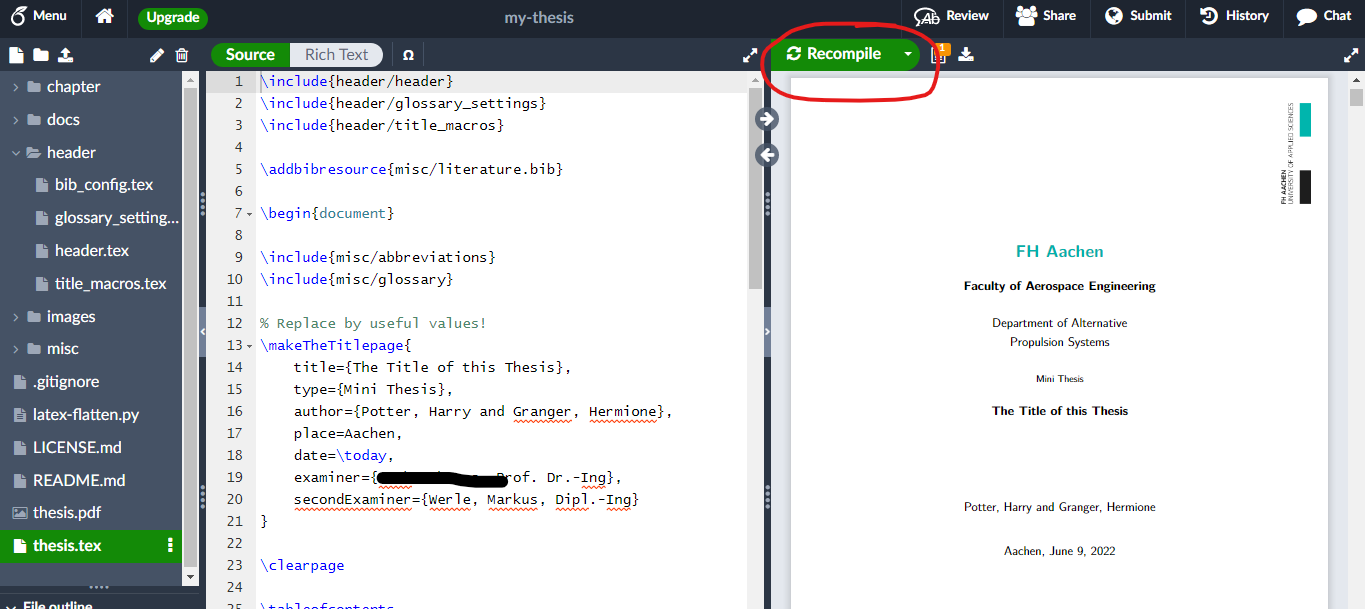 Menu
Upgrade
my-thesis
Review
Share
Submit
History
Chat
Source
Rich Text
Ω
Recompile
1
chapter
docs
header
bib_config.tex
glossary_setting...
header.tex
title_macros.tex
images
misc
.gitignore
latex-flatten.py
LICENSE.md
README.md
thesis.pdf
thesis.tex
File outline
1 \include{header/header}
2 \include{header/glossary_settings}
3 \include{header/title_macros}
4
5 \addbibresource{misc/literature.bib}
6
7 \begin{document}
8
9 \include{misc/abbreviations}
10 \include{misc/glossary}
11
12 % Replace by useful values!
13 \makeTheTitlepage{
14 title={The Title of this Thesis},
15 type={Mini Thesis},
16 author={Potter, Harry and Granger, Hermione},
17 place=Aachen,
18 date=\today,
19 examiner={ Prof. Dr.-Ing},
20 secondExaminer={Werle, Markus, Dipl.-Ing}
21 }
22
23 \clearpage
24
25 \tableofcontents
FH AACHEN
UNIVERSITY OF APPLIED SCIENCES
FH Aachen
Faculty of Aerospace Engineering
Department of Alternative
Propulsion Systems
Mini Thesis
The Title of this Thesis
Potter, Harry and Granger, Hermione
Aachen, June 9, 2022